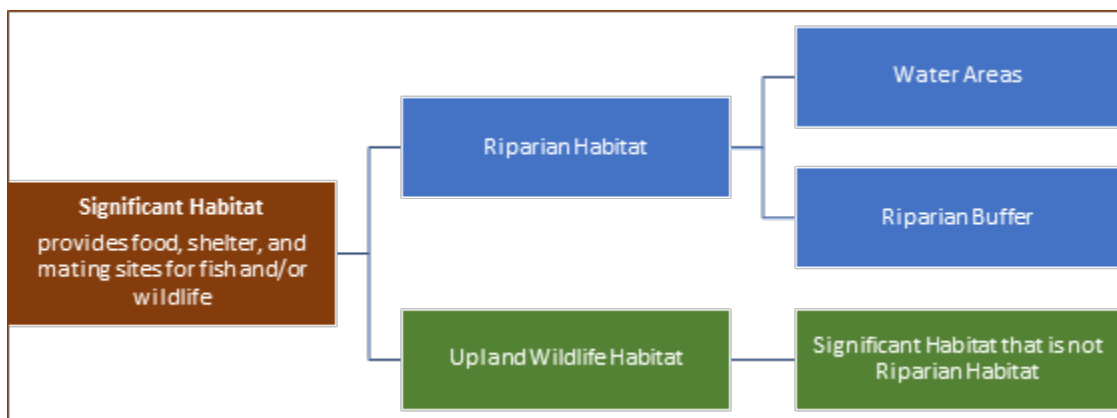 Significant Habitat
provides food, shelter, and
mating sites for fish and/or
wildlife
Riparian Habitat
Upland Wildlife Habitat
Water Areas
Riparian Buffer
Significant Habitat that is not
Riparian Habitat